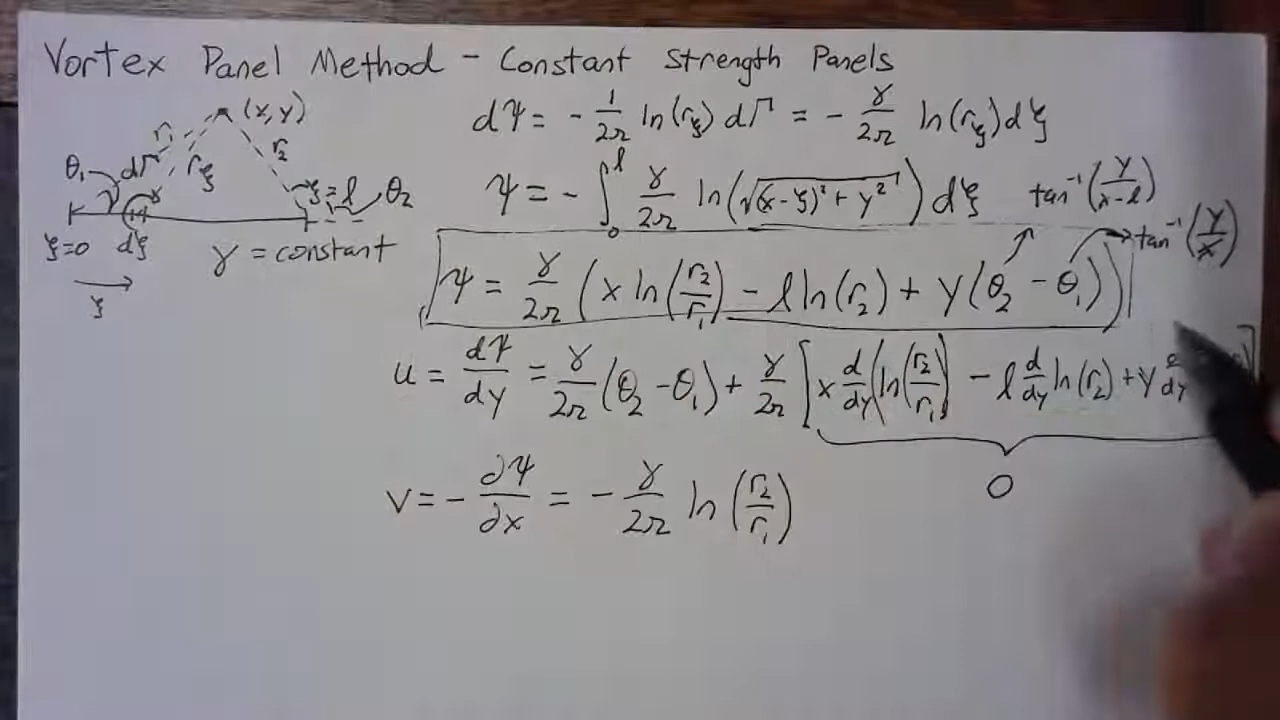 Vortex Panel Method - Constant Strength Panels
(x,y)
r₁ r_ξ r₂
θ₁ dΓ ξ=l θ₂
ξ=0 dξ γ = constant
ξ
dΨ = - 1/2π ln(r_ξ) dΓ = - γ/2π ln(r_ξ) dξ
Ψ = - ∫₀^l γ/2π ln(√((x-ξ)² + y²)) dξ tan⁻¹(y/x-l)
Ψ = γ/2π (x ln(r₂/r₁) - l ln(r₂) + y(θ₂ - θ₁)) tan⁻¹(y/x)
u = dΨ/dy = γ/2π (θ₂ - θ₁) + γ/2π [x d/dy (ln(r₂/r₁)) - l d/dy ln(r₂) + y d/dy
0
v = - ∂Ψ/∂x = - γ/2π ln(r₂/r₁)